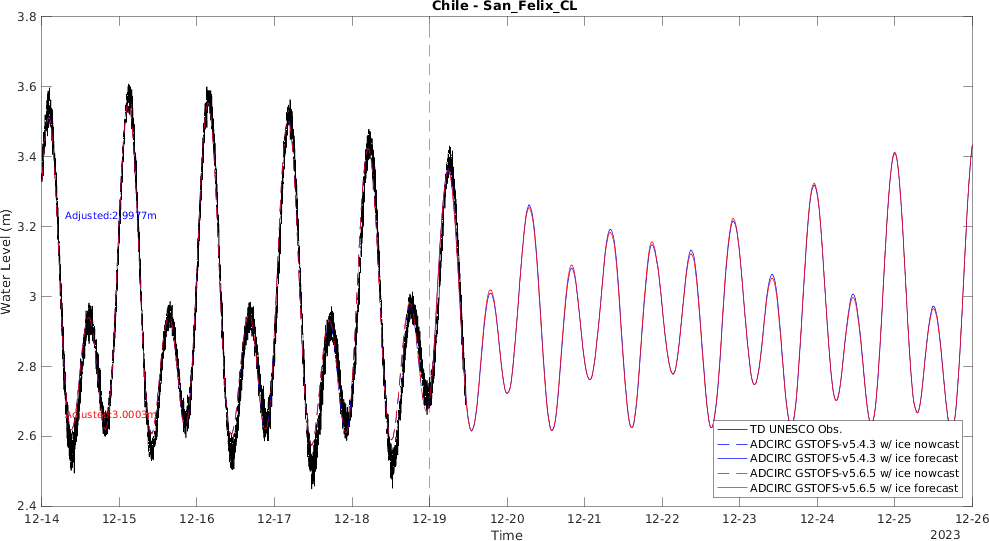 Chile - San_Felix_CL
3.8
3.6
3.4
3.2
3
2.8
2.6
2.4
Water Level (m)
Adjusted:2.9977m
Adjusted:3.0003m
TD UNESCO Obs.
ADCIRC GSTOFS-v5.4.3 w/ ice nowcast
ADCIRC GSTOFS-v5.4.3 w/ ice forecast
ADCIRC GSTOFS-v5.6.5 w/ ice nowcast
ADCIRC GSTOFS-v5.6.5 w/ ice forecast
12-14 12-15 12-16 12-17 12-18 12-19 12-20 12-21 12-22 12-23 12-24 12-25 12-26
Time
2023